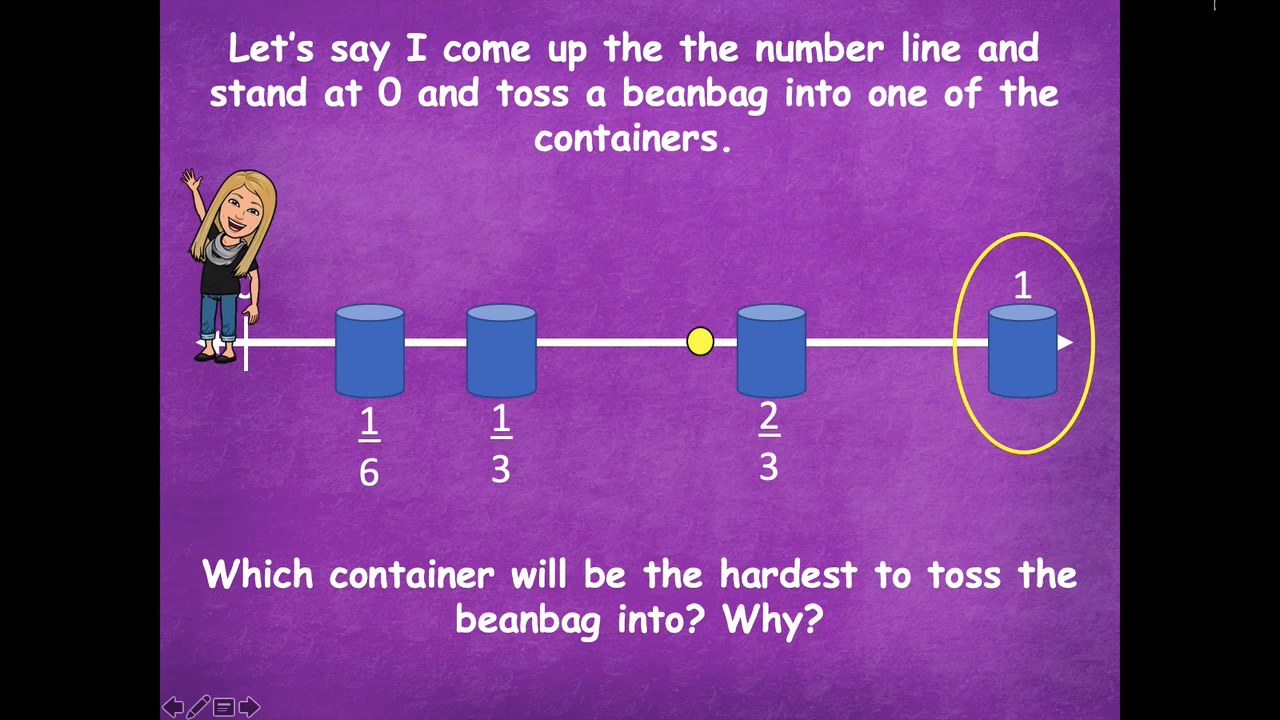 Let's say I come up the the number line and
stand at 0 and toss a beanbag into one of the
containers.
1
1
6
1
3
2
3
Which container will be the hardest to toss the
beanbag into? Why?